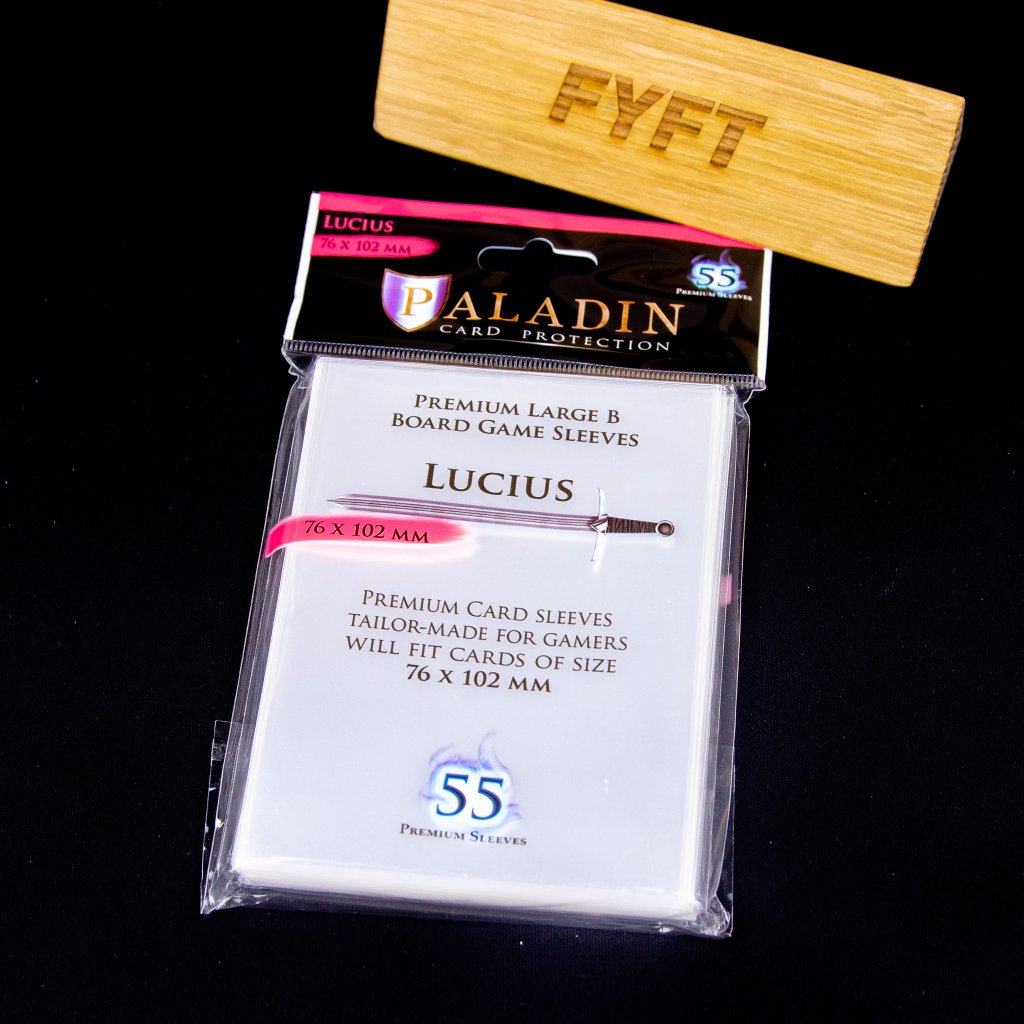 FYFT
LUCIUS
76 X 102 MM
55
PREMIUM SLEEVES
PALADIN
CARD PROTECTION
PREMIUM LARGE B
BOARD GAME SLEEVES
LUCIUS
76 X 102 MM
PREMIUM CARD SLEEVES
TAILOR-MADE FOR GAMERS
WILL FIT CARDS OF SIZE
76 X 102 MM
55
PREMIUM SLEEVES